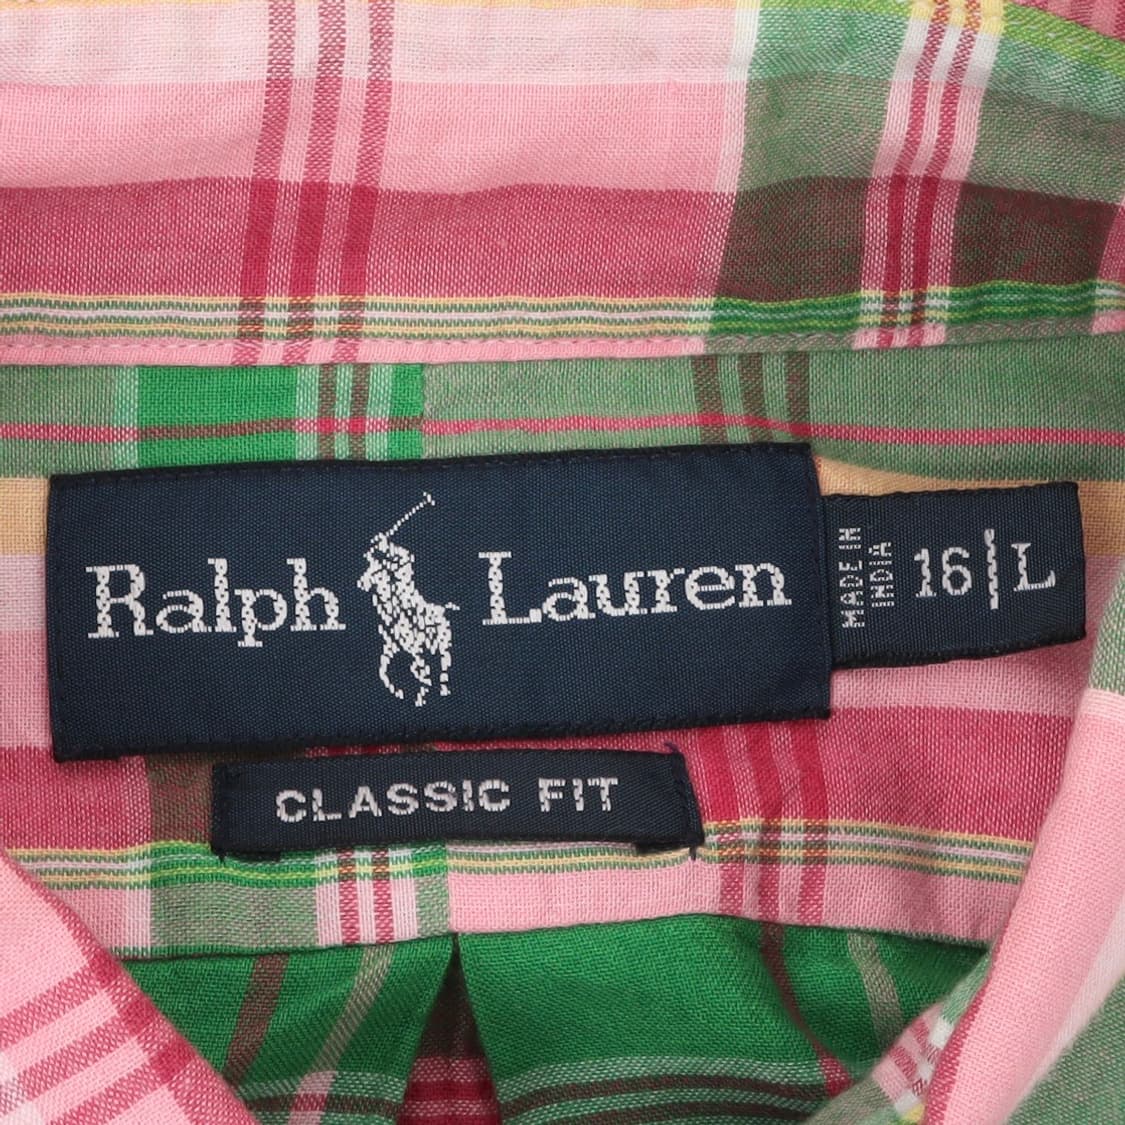 Ralph Lauren
MADE IN
INDIA
16|L
CLASSIC FIT